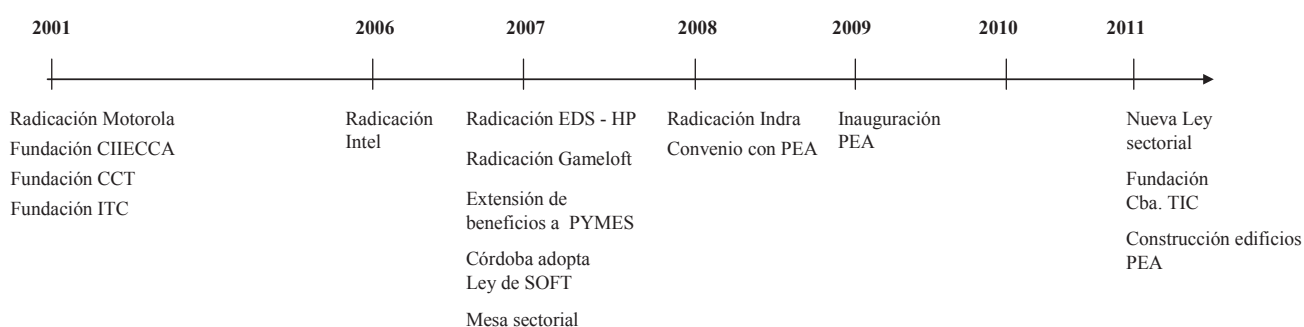 2001
2006
2007
2008
2009
2010
2011
Radicación Motorola
Fundación CIIECCA
Fundación CCT
Fundación ITC
Radicación
Intel
Radicación EDS - HP
Radicación Gameloft
Extensión de
beneficios a PYMES
Córdoba adopta
Ley de SOFT
Mesa sectorial
Radicación Indra
Convenio con PEA
Inauguración
PEA
Nueva Ley
sectorial
Fundación
Cba. TIC
Construcción edificios
PEA